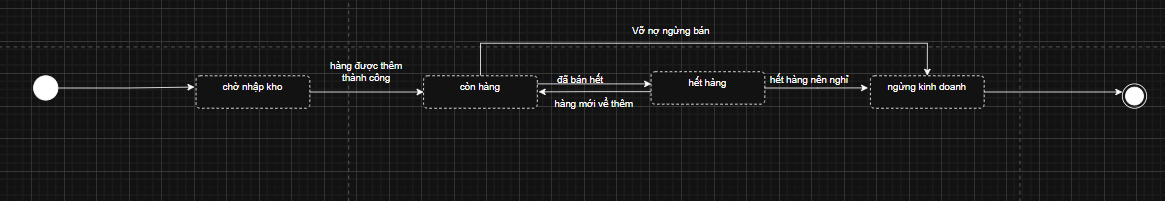 Vỡ nợ ngừng bán
hàng được thêm
thành công
chờ nhập kho
còn hàng
đã bán hết
hàng mới về thêm
hết hàng
hết hàng nên nghỉ
ngừng kinh doanh